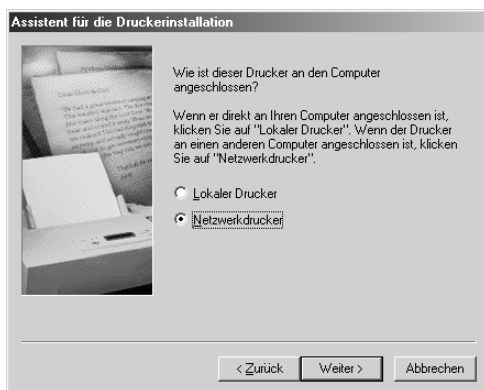 Assistent für die Druckerinstallation
Wie ist dieser Drucker an den Computer
angeschlossen?
Wenn er direkt an Ihren Computer angeschlossen ist,
klicken Sie auf "Lokaler Drucker". Wenn der Drucker
an einen anderen Computer angeschlossen ist, klicken
Sie auf "Netzwerkdrucker".
Lokaler Drucker
Netzwerkdrucker
< Zurück
Weiter >
Abbrechen